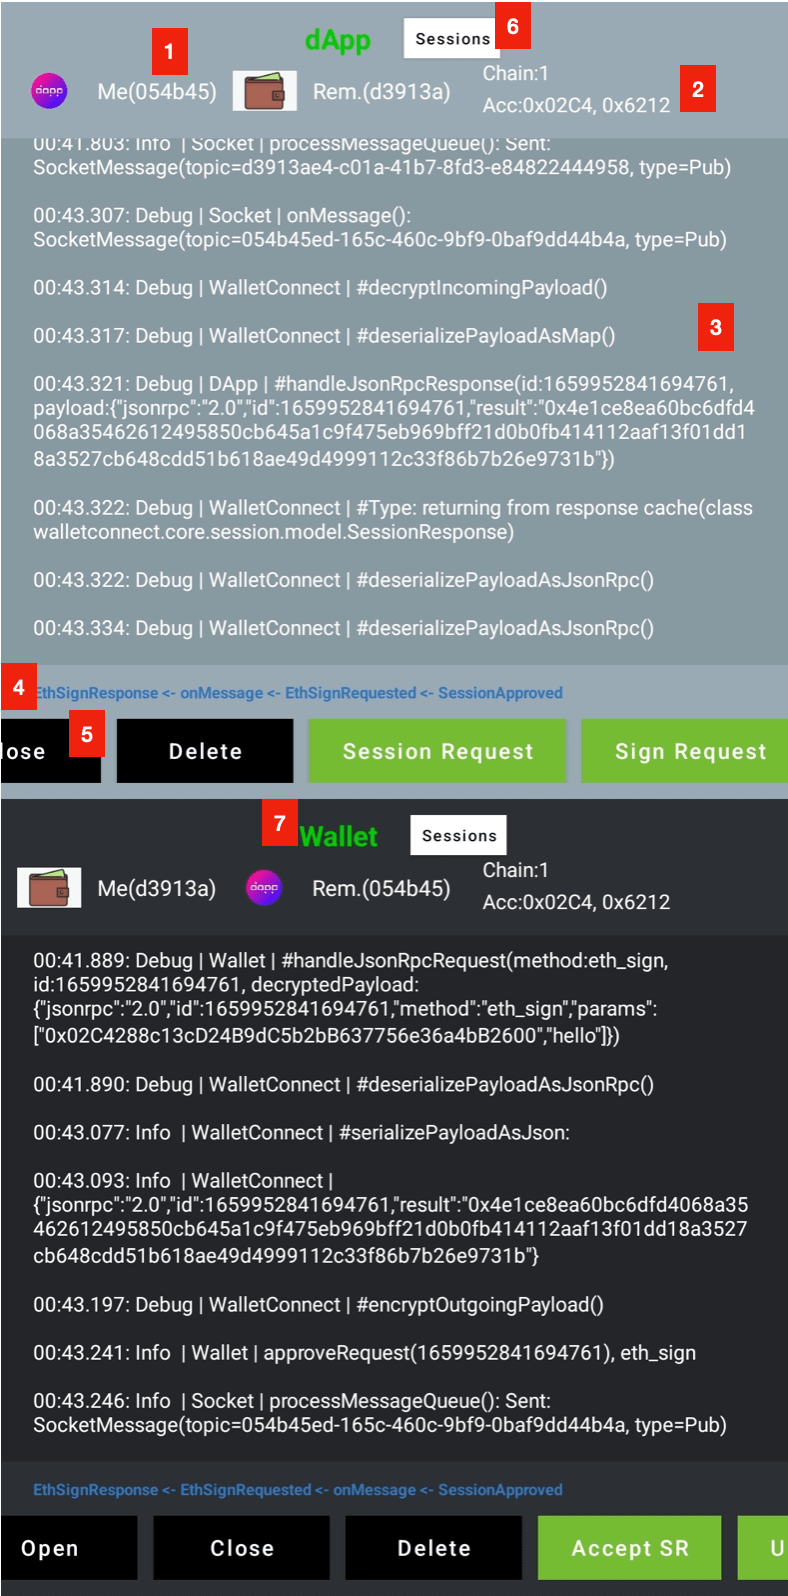 dApp
Sessions
6
1
dapp
Me(054b45)
Rem.(d3913a)
Chain:1
Acc:0x02C4, 0x6212
2
00:41.803: Info | Socket | processMessageQueue(): Sent:
SocketMessage(topic=d3913ae4-c01a-41b7-8fd3-e84822444958, type=Pub)
00:43.307: Debug | Socket | onMessage():
SocketMessage(topic=054b45ed-165c-460c-9bf9-0baf9dd44b4a, type=Pub)
00:43.314: Debug | WalletConnect | #decryptIncomingPayload()
3
00:43.317: Debug | WalletConnect | #deserializePayloadAsMap()
00:43.321: Debug | DApp | #handleJsonRpcResponse(id:1659952841694761,
payload:{"jsonrpc":"2.0","id":1659952841694761,"result":"0x4e1ce8ea60bc6dfd4
068a35462612495850cb645a1c9f475eb969bff21d0b0fb414112aaf13f01dd1
8a3527cb648cdd51b618ae49d4999112c33f86b7b26e9731b"})
00:43.322: Debug | WalletConnect | #Type: returning from response cache(class
walletconnect.core.session.model.SessionResponse)
00:43.322: Debug | WalletConnect | #deserializePayloadAsJsonRpc()
00:43.334: Debug | WalletConnect | #deserializePayloadAsJsonRpc()
4
EthSignResponse <- onMessage <- EthSignRequested <- SessionApproved
lose
5
Delete
Session Request
Sign Request
7
Wallet
Sessions
Me(d3913a)
dapp
Rem.(054b45)
Chain:1
Acc:0x02C4, 0x6212
00:41.889: Debug | Wallet | #handleJsonRpcRequest(method:eth_sign,
id:1659952841694761, decryptedPayload:
{"jsonrpc":"2.0","id":1659952841694761,"method":"eth_sign","params":
["0x02C4288c13cD24B9dC5b2bB637756e36a4bB2600","hello"]})
00:41.890: Debug | WalletConnect | #deserializePayloadAsJsonRpc()
00:43.077: Info | WalletConnect | #serializePayloadAsJson:
00:43.093: Info | WalletConnect |
{"jsonrpc":"2.0","id":1659952841694761,"result":"0x4e1ce8ea60bc6dfd4068a35
462612495850cb645a1c9f475eb969bff21d0b0fb414112aaf13f01dd18a3527
cb648cdd51b618ae49d4999112c33f86b7b26e9731b"}
00:43.197: Debug | WalletConnect | #encryptOutgoingPayload()
00:43.241: Info | Wallet | approveRequest(1659952841694761), eth_sign
00:43.246: Info | Socket | processMessageQueue(): Sent:
SocketMessage(topic=054b45ed-165c-460c-9bf9-0baf9dd44b4a, type=Pub)
EthSignResponse <- EthSignRequested <- onMessage <- SessionApproved
Open
Close
Delete
Accept SR
U